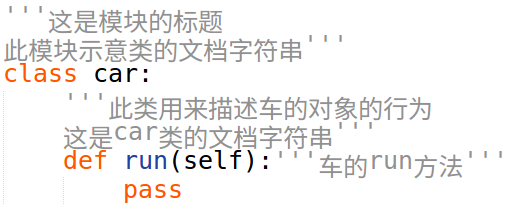 '''这是模块的标题
此模块示意类的文档字符串'''
class car:
    '''此类用来描述车的对象的行为
    这是car类的文档字符串'''
    def run(self):'''车的run方法'''
        pass